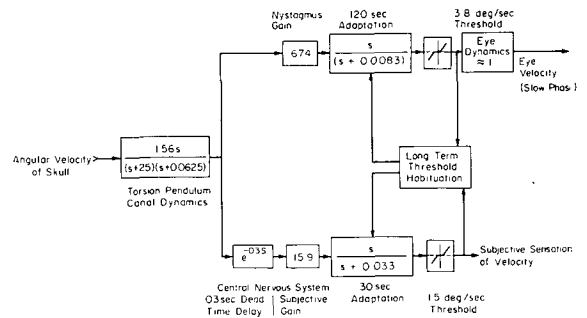 Nystagmus
Gain
120 sec
Adaptation
3.8 deg/sec
Threshold
674
s
(s + 0.0083)
Eye
Dynamics
≈ 1
Eye
Velocity
(Slow Phase)
Angular Velocity
of Skull
1.56s
(s+25)(s+0.0625)
Torsion Pendulum
Canal Dynamics
Long Term
Threshold
Habituation
e^-0.3S
15.9
s
s + 0.033
Subjective Sensation
of Velocity
Central Nervous System
0.3 sec Dead
Time Delay
Subjective
Gain
30 sec
Adaptation
1.5 deg/sec
Threshold